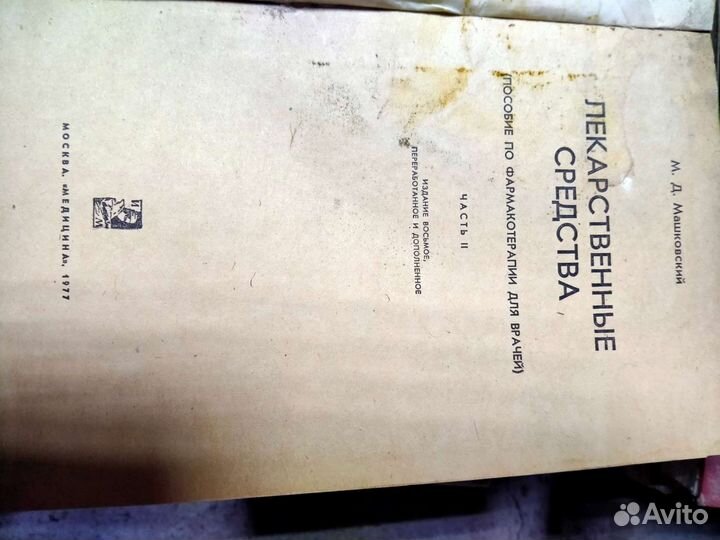 М. Д. Машковский
ЛЕКАРСТВЕННЫЕ
СРЕДСТВА
(ПОСОБИЕ ПО ФАРМАКОТЕРАПИИ ДЛЯ ВРАЧЕЙ)
ЧАСТЬ II
ИЗДАНИЕ ВОСЬМОЕ,
ПЕРЕРАБОТАННОЕ И ДОПОЛНЕННОЕ
И
М
МОСКВА. «МЕДИЦИНА», 1977
Avito